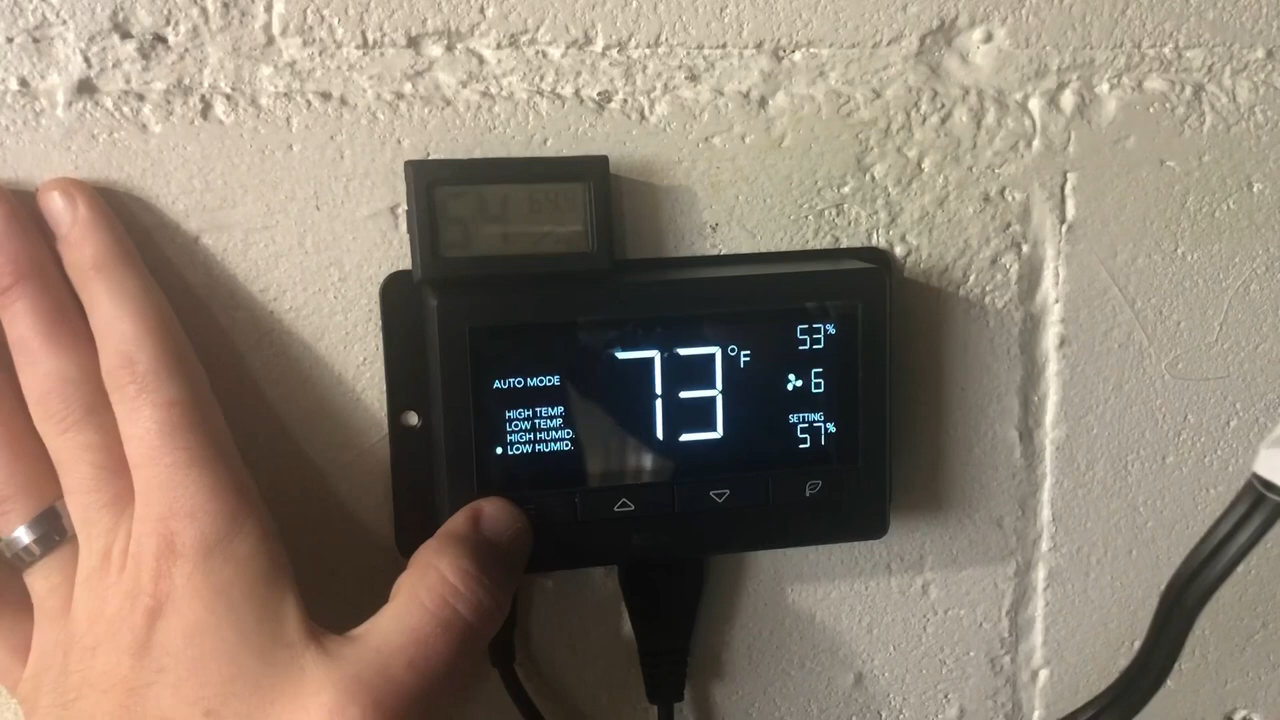 AUTO MODE
HIGH TEMP.
LOW TEMP.
HIGH HUMID.
LOW HUMID.
73°F
53%
6
SETTING
57%